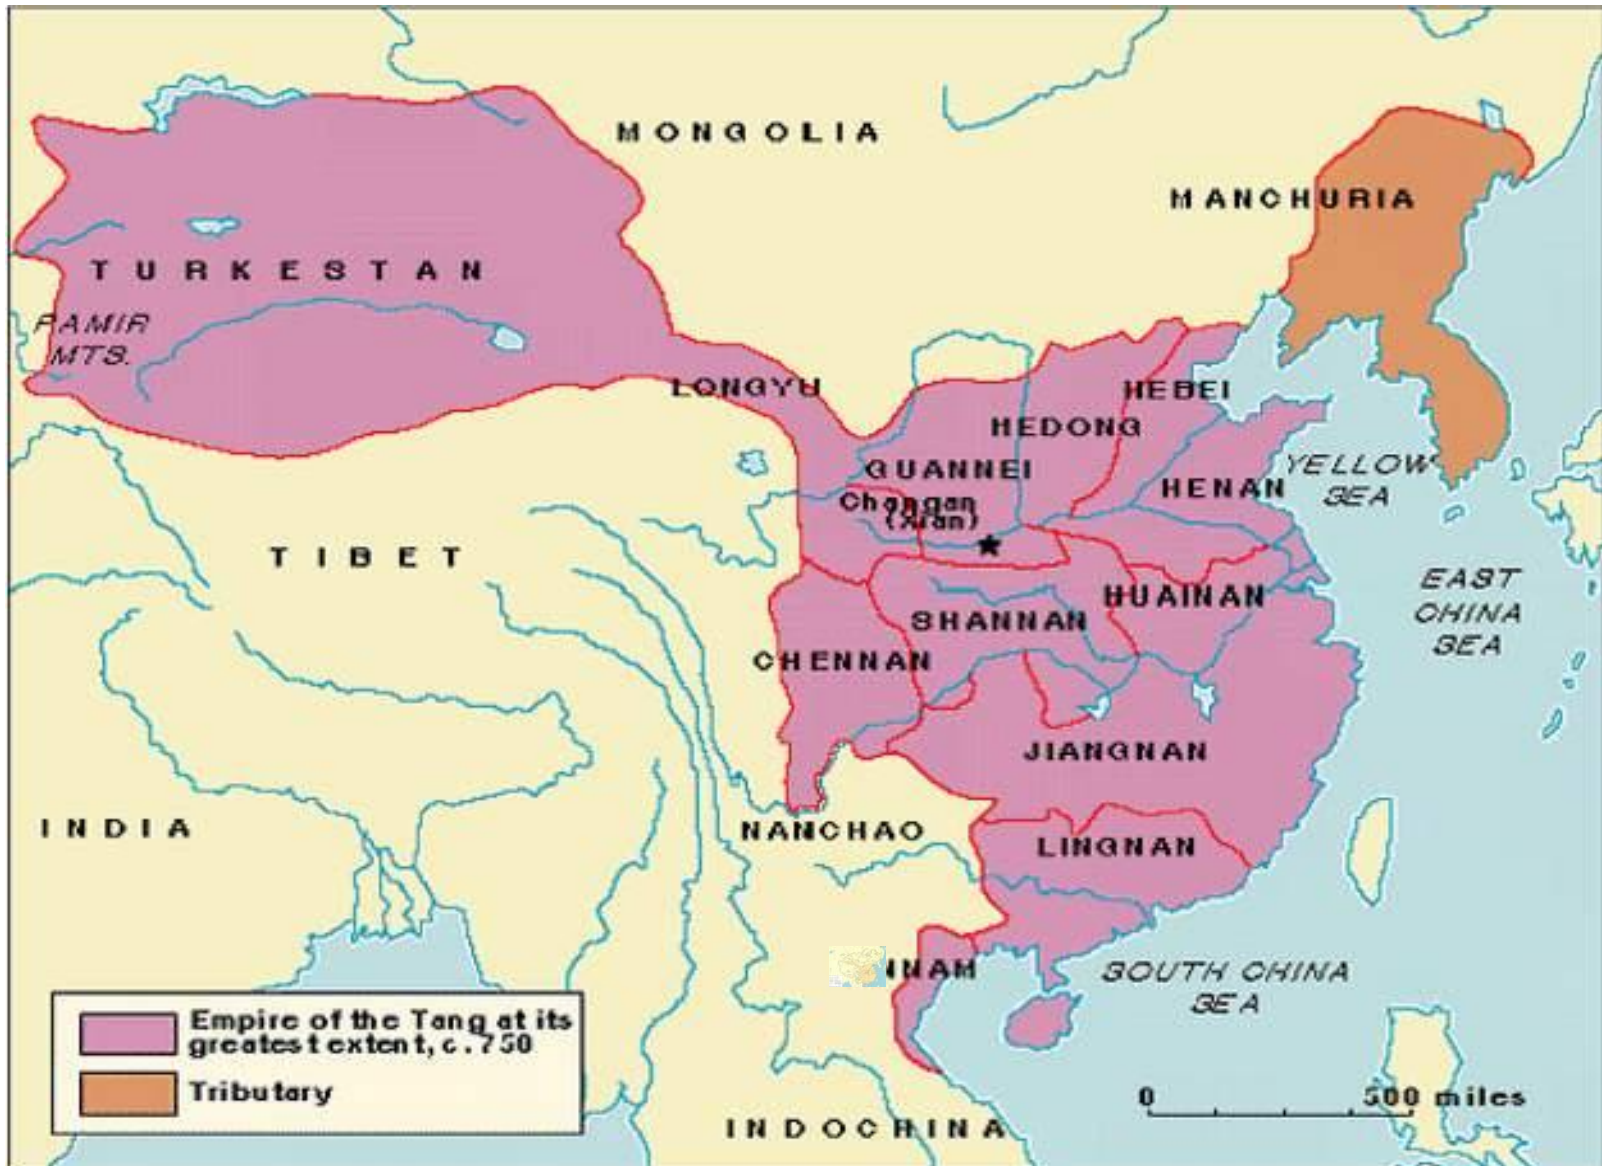 MONGOLIA
MANCHURIA
TURKESTAN
PAMIR
MTS.
LONGYU
HEBEI
HEDONG
GUANNEI
YELLOW
SEA
HENAN
Changan
(Xian)
TIBET
EAST
CHINA
SEA
HUAINAN
SHANNAN
CHENNAN
JIANGNAN
INDIA
NANCHAO
LINGNAN
NNAM
SOUTH CHINA
SEA
Empire of the Tang at its
greatest extent, c. 750
Tributary
0 500 miles
INDOCHINA